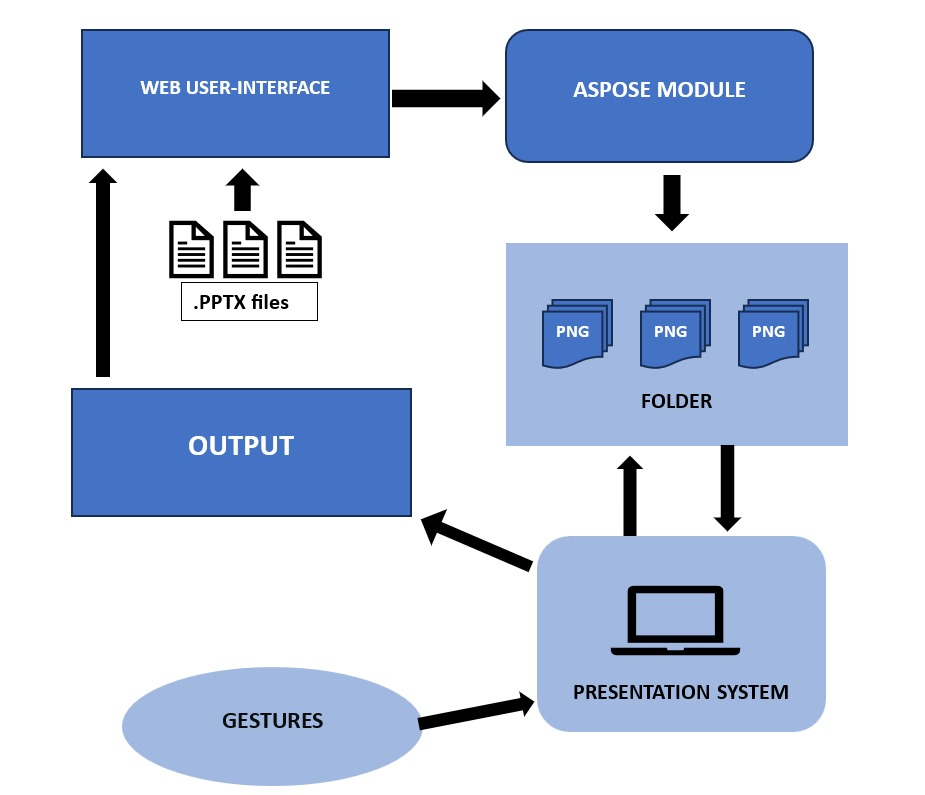 WEB USER-INTERFACE
ASPOSE MODULE
.PPTX files
PNG
PNG
PNG
FOLDER
OUTPUT
PRESENTATION SYSTEM
GESTURES